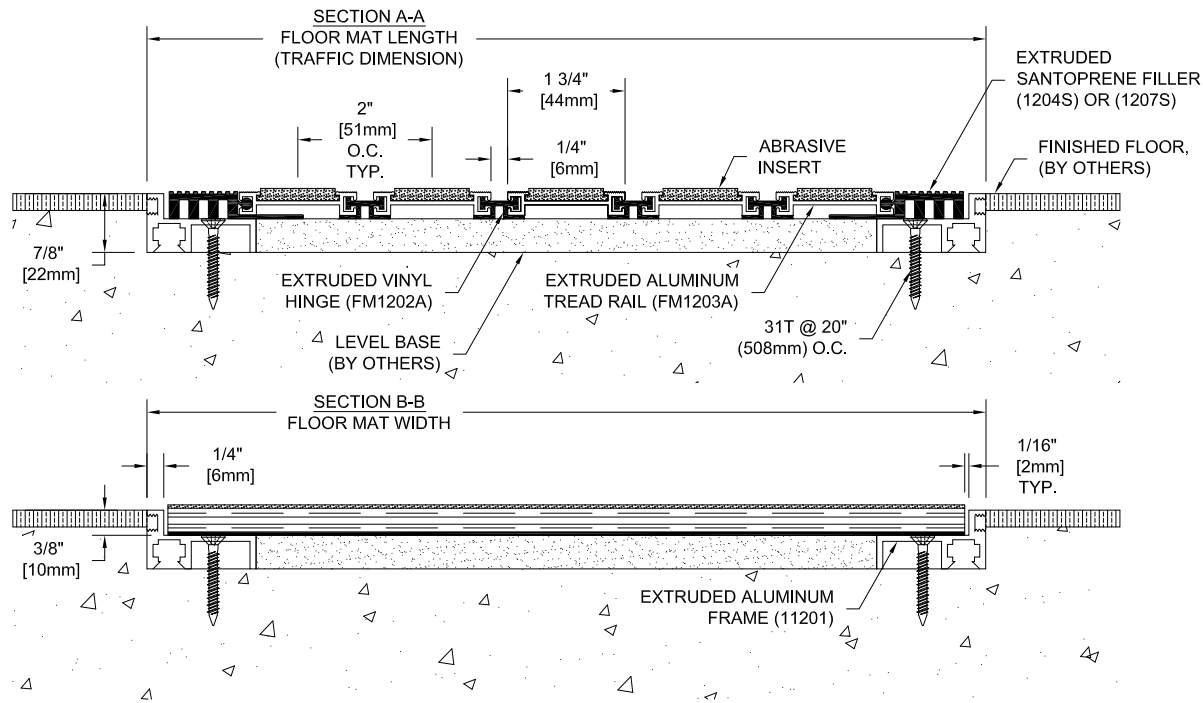 SECTION A-A
FLOOR MAT LENGTH
(TRAFFIC DIMENSION)
2"
[51mm]
O.C.
TYP.
1 3/4"
[44mm]
1/4"
[6mm]
ABRASIVE
INSERT
EXTRUDED
SANTOPRENE FILLER
(1204S) OR (1207S)
FINISHED FLOOR,
(BY OTHERS)
7/8"
[22mm]
EXTRUDED VINYL
HINGE (FM1202A)
EXTRUDED ALUMINUM
TREAD RAIL (FM1203A)
LEVEL BASE
(BY OTHERS)
31T @ 20"
(508mm) O.C.
SECTION B-B
FLOOR MAT WIDTH
1/4"
[6mm]
1/16"
[2mm]
TYP.
3/8"
[10mm]
EXTRUDED ALUMINUM
FRAME (11201)